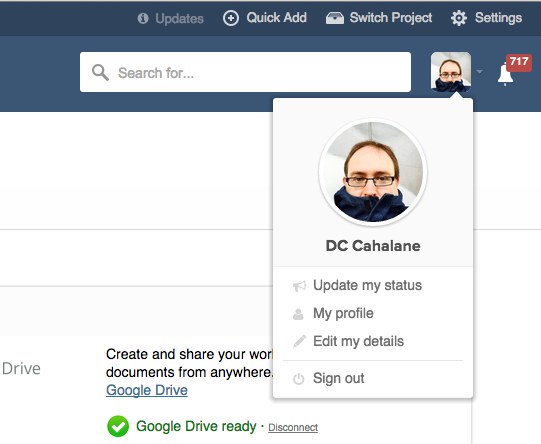 Updates
Quick Add
Switch Project
Settings
Search for...
717
DC Cahalane
Update my status
My profile
Edit my details
Sign out
Drive
Create and share your wor
documents from anywhere.
Google Drive
Google Drive ready · Disconnect